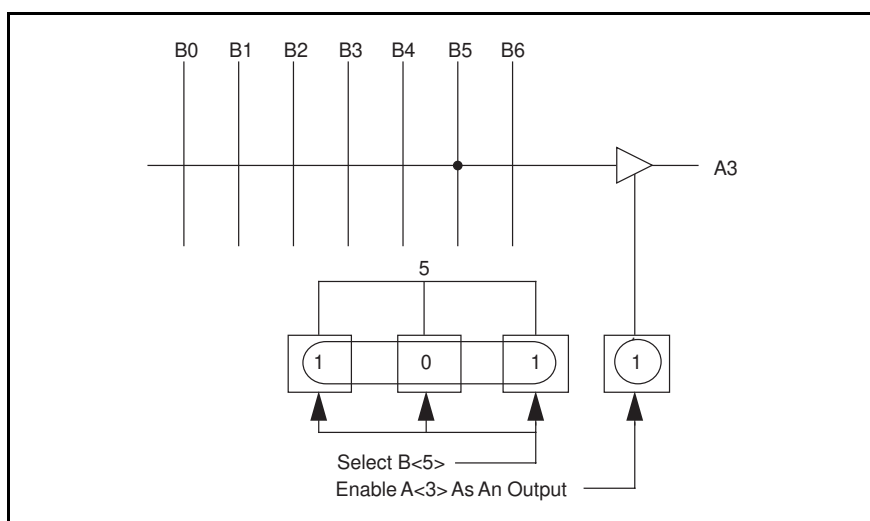 B0 B1 B2 B3 B4 B5 B6
A3
5
1 0 1 1
Select B<5>
Enable A<3> As An Output